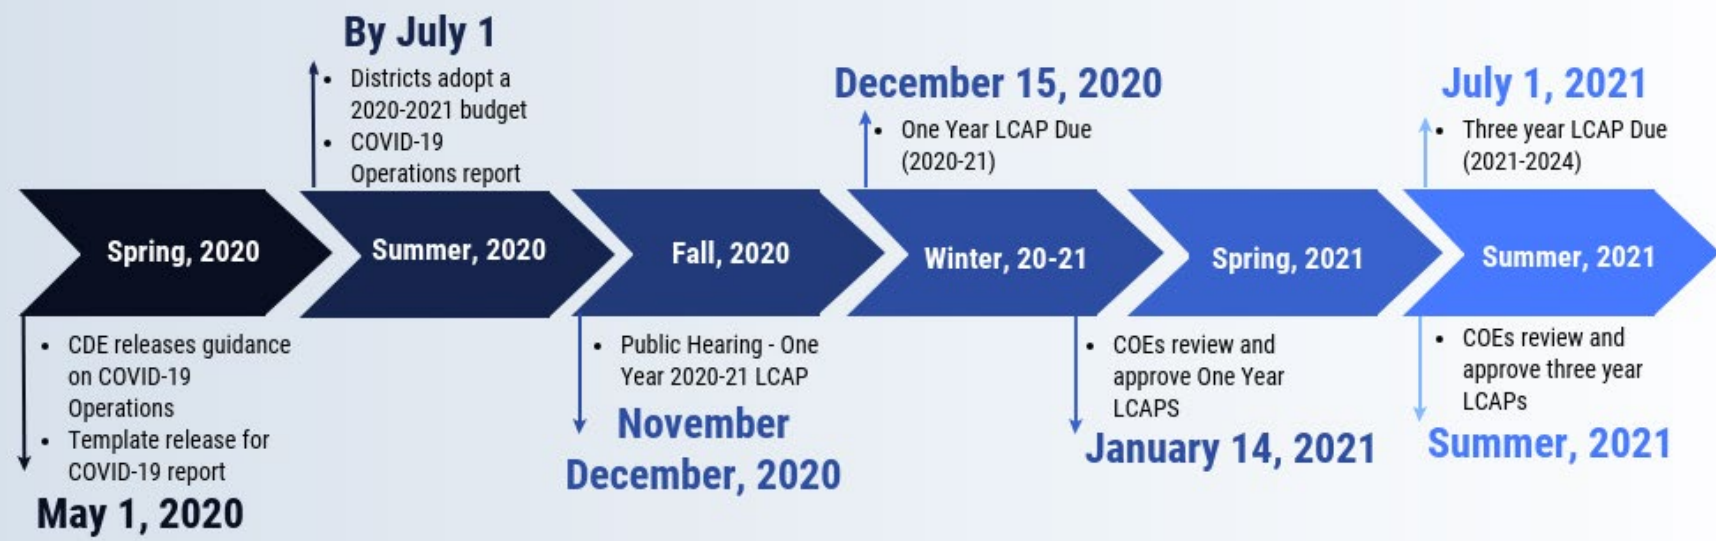 By July 1
• Districts adopt a
2020-2021 budget
• COVID-19
Operations report
December 15, 2020
• One Year LCAP Due
(2020-21)
July 1, 2021
• Three year LCAP Due
(2021-2024)
Spring, 2020
Summer, 2020
Fall, 2020
Winter, 20-21
Spring, 2021
Summer, 2021
• CDE releases guidance
on COVID-19
Operations
• Template release for
COVID-19 report
May 1, 2020
• Public Hearing - One
Year 2020-21 LCAP
November
December, 2020
• COEs review and
approve One Year
LCAPS
January 14, 2021
• COEs review and
approve three year
LCAPs
Summer, 2021